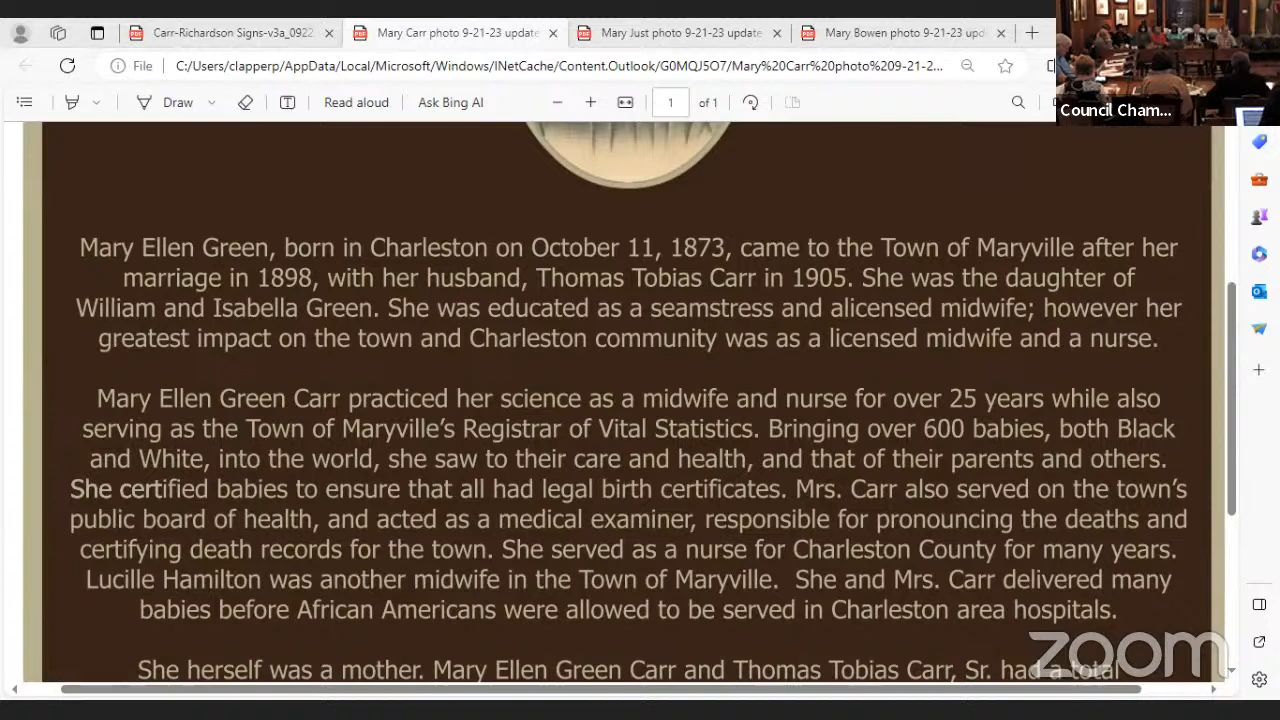 Carr-Richardson Signs-v3a_0922
Mary Carr photo 9-21-23 update
Mary Just photo 9-21-23 update
Mary Bowen photo 9-21-23 upd
File
C:/Users/clapperp/AppData/Local/Microsoft/Windows/INetCache/Content.Outlook/G0MQJ5O7/Mary%20Carr%20photo%209-21-2...
Draw
Read aloud
Ask Bing AI
1
of 1
Council Cham...
Mary Ellen Green, born in Charleston on October 11, 1873, came to the Town of Maryville after her
marriage in 1898, with her husband, Thomas Tobias Carr in 1905. She was the daughter of
William and Isabella Green. She was educated as a seamstress and alicensed midwife; however her
greatest impact on the town and Charleston community was as a licensed midwife and a nurse.
Mary Ellen Green Carr practiced her science as a midwife and nurse for over 25 years while also
serving as the Town of Maryville's Registrar of Vital Statistics. Bringing over 600 babies, both Black
and White, into the world, she saw to their care and health, and that of their parents and others.
She certified babies to ensure that all had legal birth certificates. Mrs. Carr also served on the town's
public board of health, and acted as a medical examiner, responsible for pronouncing the deaths and
certifying death records for the town. She served as a nurse for Charleston County for many years.
Lucille Hamilton was another midwife in the Town of Maryville. She and Mrs. Carr delivered many
babies before African Americans were allowed to be served in Charleston area hospitals.
She herself was a mother. Mary Ellen Green Carr and Thomas Tobias Carr, Sr. had a total
zoom